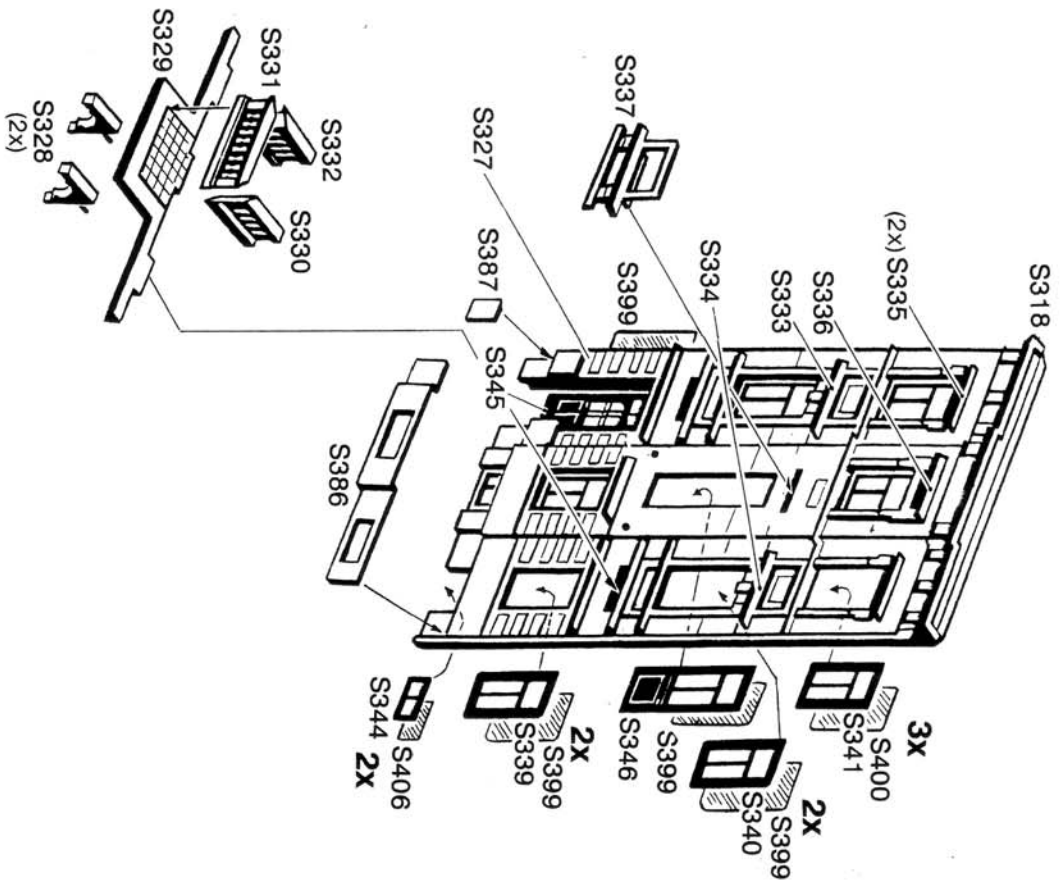 S329
S331
S332
S328
(2x)
S330
S337
S327
S387
S399
S334
S333
S336
(2x) S335
S318
S345
S386
S344
S406
2x
S339
S399
2x
S346
S399
S340
S399
2x
S341
S400
3x